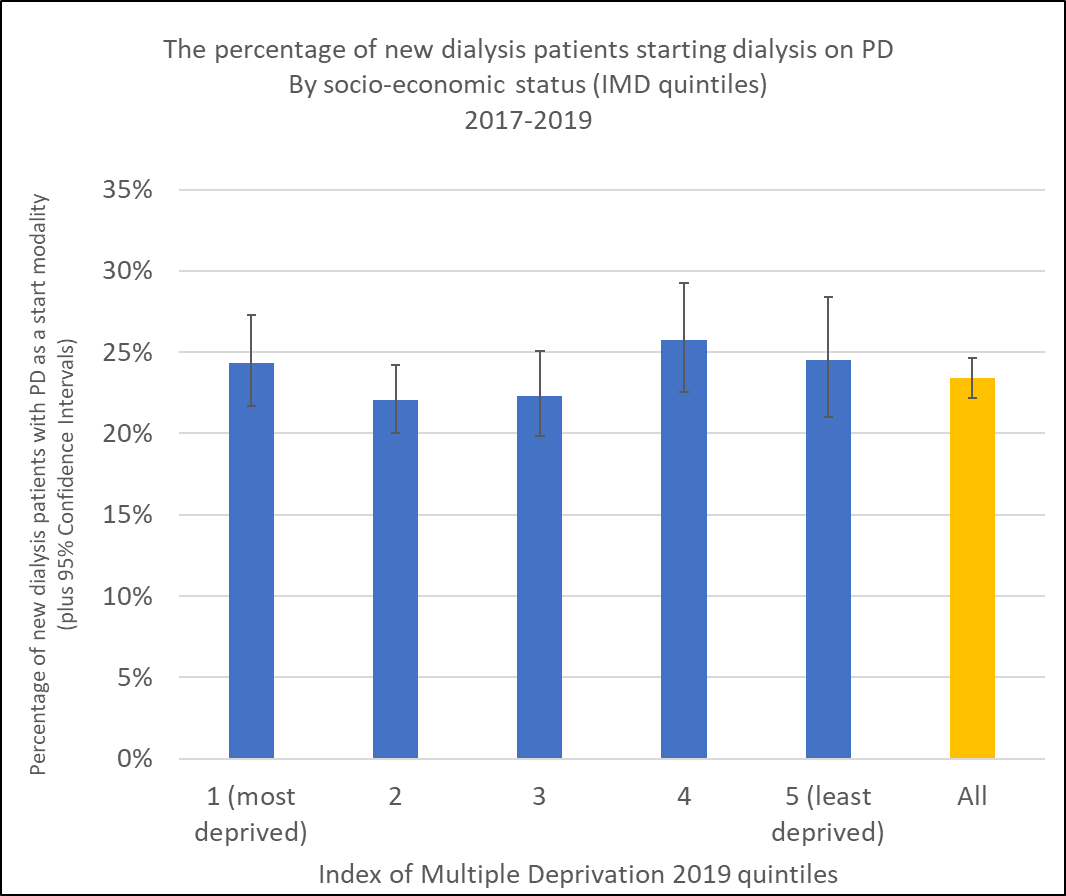 The percentage of new dialysis patients starting dialysis on PD
By socio-economic status (IMD quintiles)
2017-2019
Percentage of new dialysis patients with PD as a start modality
(plus 95% Confidence Intervals)
35%
30%
25%
20%
15%
10%
5%
0%
1 (most
deprived)
2
3
4
5 (least
deprived)
All
Index of Multiple Deprivation 2019 quintiles